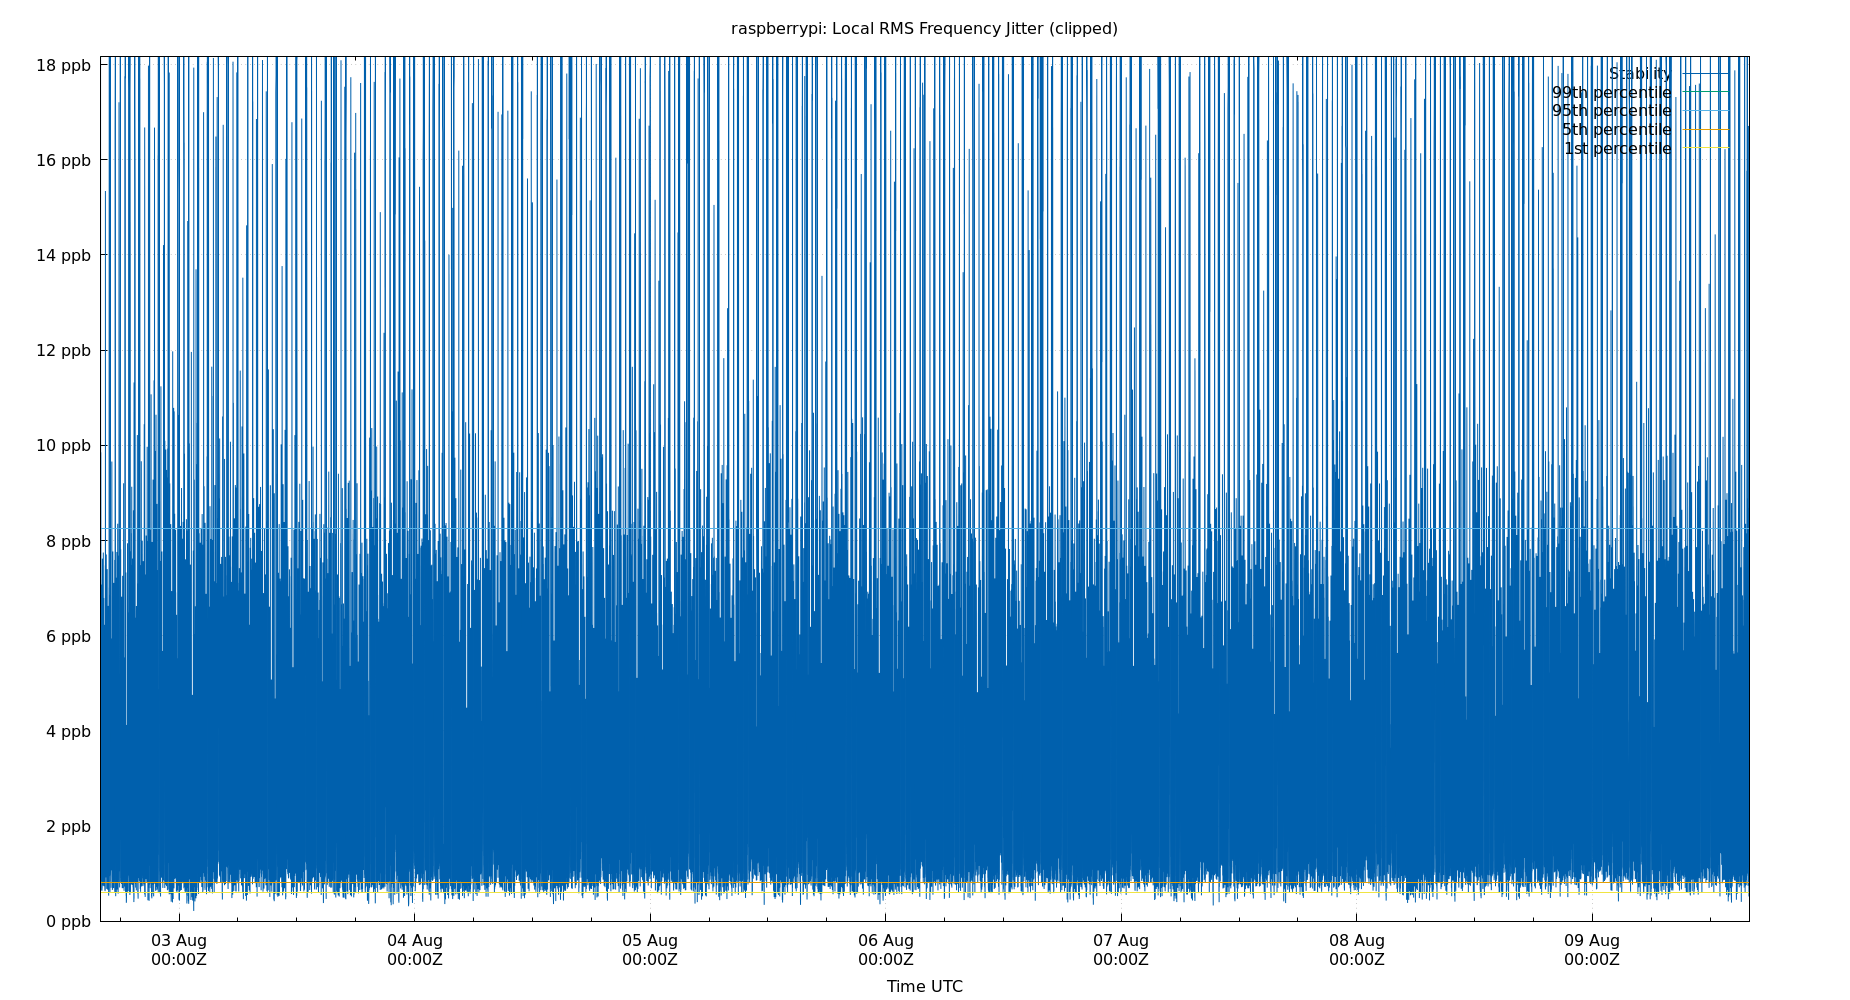 raspberrypi: Local RMS Frequency Jitter (clipped)
18 ppb
16 ppb
14 ppb
12 ppb
10 ppb
8 ppb
6 ppb
4 ppb
2 ppb
0 ppb
Stability
99th percentile
95th percentile
5th percentile
1st percentile
03 Aug 04 Aug 05 Aug 06 Aug 07 Aug 08 Aug 09 Aug
00:00Z 00:00Z 00:00Z 00:00Z 00:00Z 00:00Z 00:00Z
Time UTC